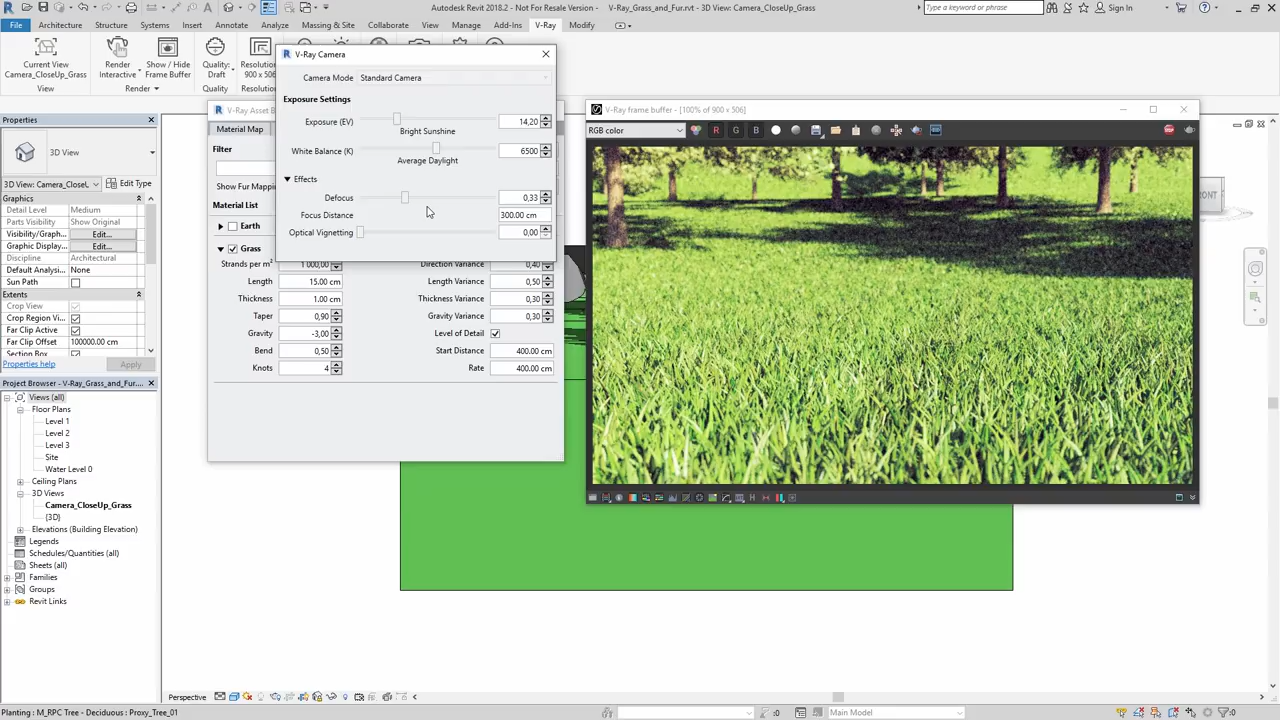 Autodesk Revit 2018.2 - Not For Resale Version - V-Ray_Grass_and_Fur.rvt - 3D View: Camera_CloseUp_Grass
Type a keyword or phrase
Sign In
File Architecture Structure Systems Insert Annotate Analyze Massing & Site Collaborate View Manage Add-Ins V-Ray Modify
Current View
Camera_CloseUp_Grass
View
Render
Interactive
Show / Hide
Frame Buffer
Render
Quality:
Draft
Quality
Resolution
900 x 506
V-Ray Camera
Camera Mode Standard Camera
Exposure Settings
Exposure (EV) 14,20
Bright Sunshine
White Balance (K) 6500
Average Daylight
Effects
Defocus 0,33
Focus Distance 300.00 cm
Optical Vignetting 0,00
V-Ray Asset B
Material Map
Filter
Show Fur Mappi
Material List
Earth
Grass
Strands per m² 1 000,00 Direction Variance 0,40
Length 15.00 cm Length Variance 0,50
Thickness 1.00 cm Thickness Variance 0,30
Taper 0,90 Gravity Variance 0,30
Gravity -3,00 Level of Detail
Bend 0,50 Start Distance 400.00 cm
Knots 4 Rate 400.00 cm
V-Ray frame buffer - [100% of 900 x 506]
RGB color R G B
Properties
3D View
3D View: CameraCloseU Edit Type
Graphics
Detail Level Medium
Parts Visibility Show Original
Visibility/Graph... Edit...
Graphic Display... Edit...
Discipline Architectural
Default Analysi... None
Sun Path
Extents
Crop View
Crop Region Vi...
Far Clip Active
Far Clip Offset 100000.00 cm
Section Box
Properties help Apply
Project Browser - V-Ray_Grass_and_Fur....
Views (all)
Floor Plans
Level 1
Level 2
Level 3
Site
Water Level 0
Ceiling Plans
3D Views
Camera_CloseUp_Grass
{3D}
Elevations (Building Elevation)
Legends
Schedules/Quantities (all)
Sheets (all)
Families
Groups
Revit Links
Perspective
Planting : M_RPC Tree - Deciduous : Proxy_Tree_01
:0
Main Model
:0